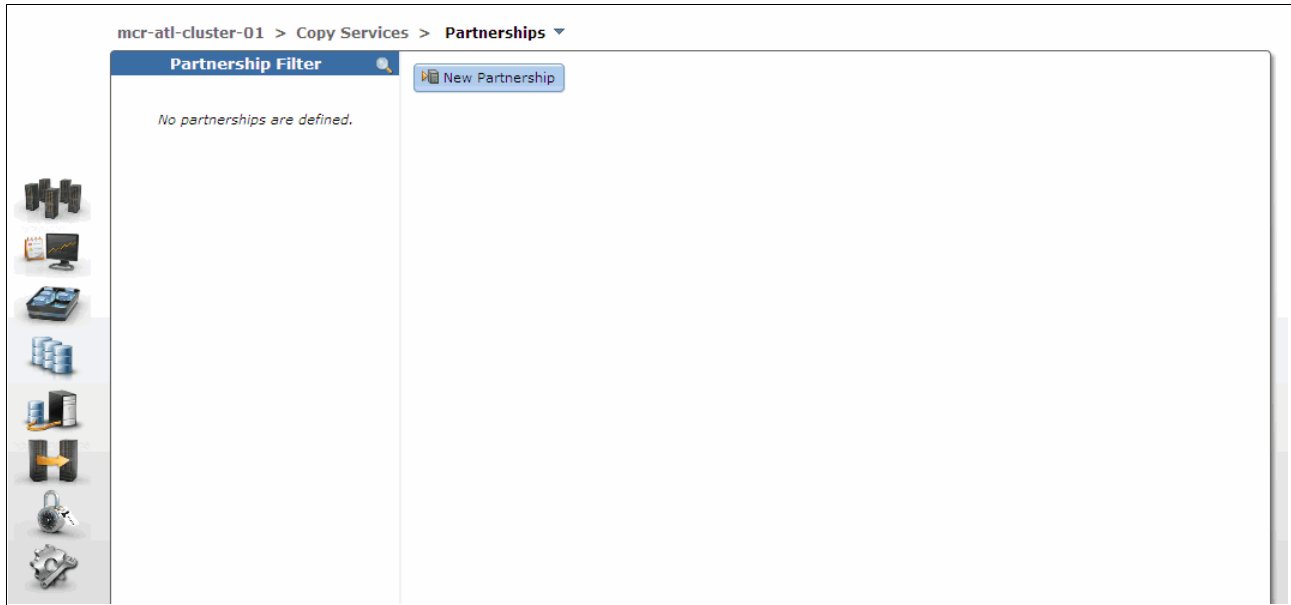 mcr-atl-cluster-01 > Copy Services > Partnerships
Partnership Filter
New Partnership
No partnerships are defined.